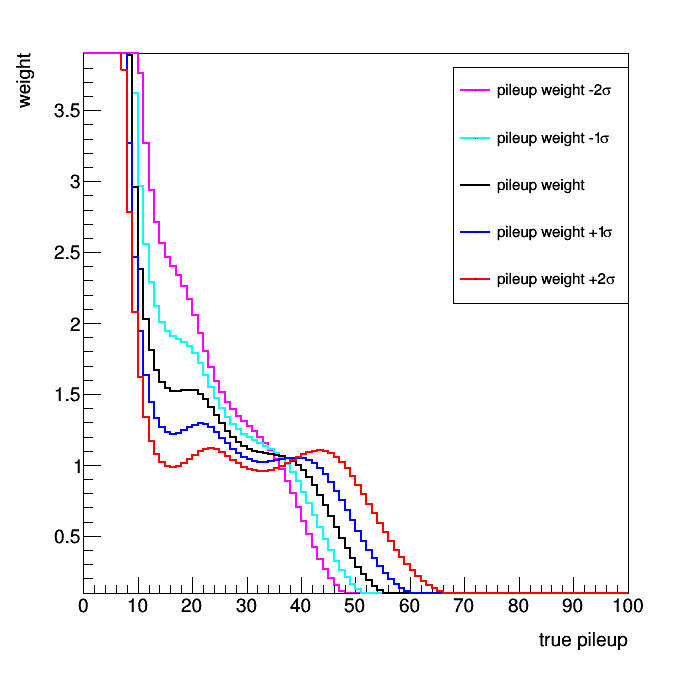 weight
3.5
3
2.5
2
1.5
1
0.5
pileup weight -2σ
pileup weight -1σ
pileup weight
pileup weight +1σ
pileup weight +2σ
0 10 20 30 40 50 60 70 80 90 100
true pileup